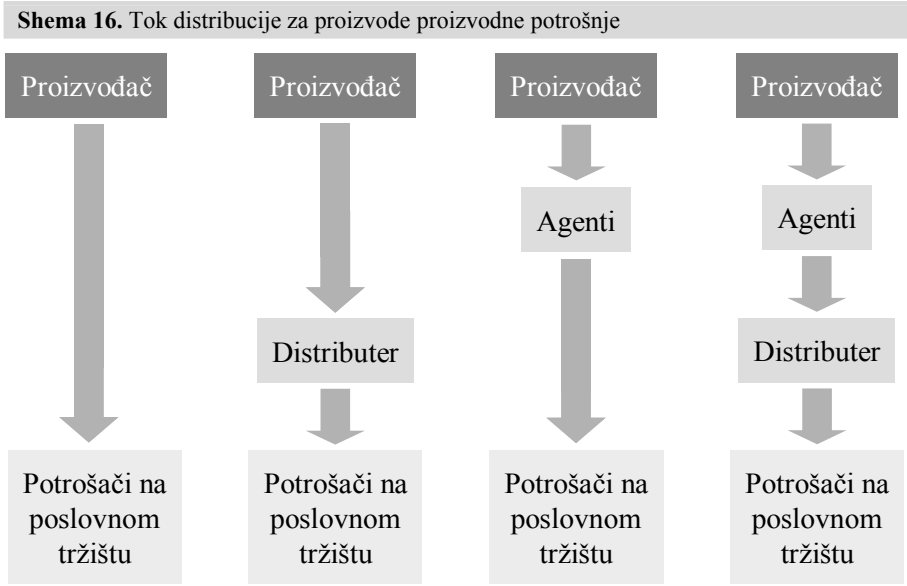 Shema 16. Tok distribucije za proizvode proizvodne potrošnje
Proizvođač
Proizvođač
Proizvođač
Proizvođač
Agenti
Agenti
Distributer
Distributer
Potrošači na
poslovnom
tržištu
Potrošači na
poslovnom
tržištu
Potrošači na
poslovnom
tržištu
Potrošači na
poslovnom
tržištu